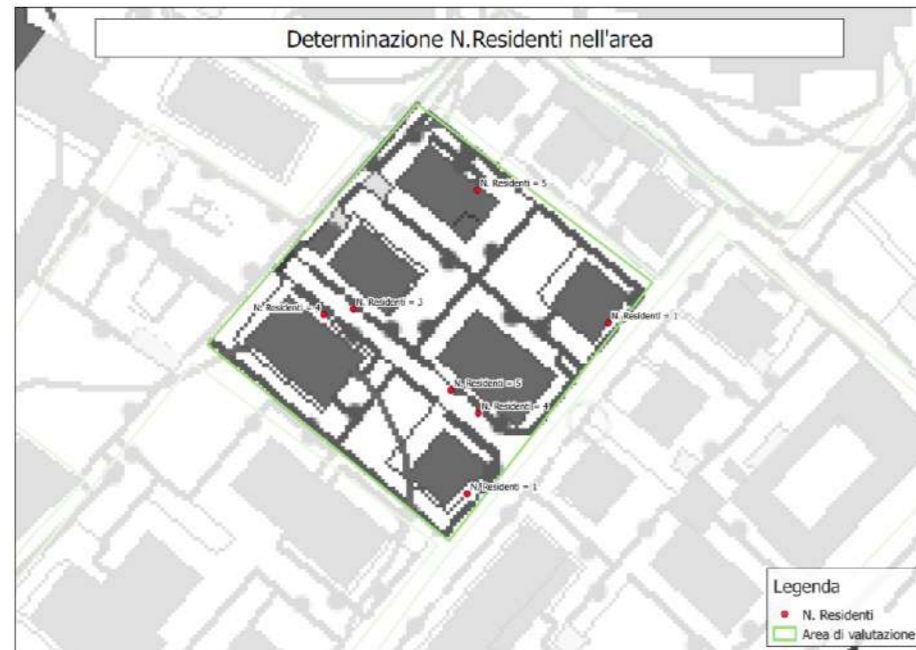 Determinazione N.Residenti nell'area
N. Residenti = 5
N. Residenti = 3
N. Residenti = 4
N. Residenti = 1
N. Residenti = 5
N. Residenti = 4
N. Residenti = 1
Legenda
N. Residenti
Area di valutazione